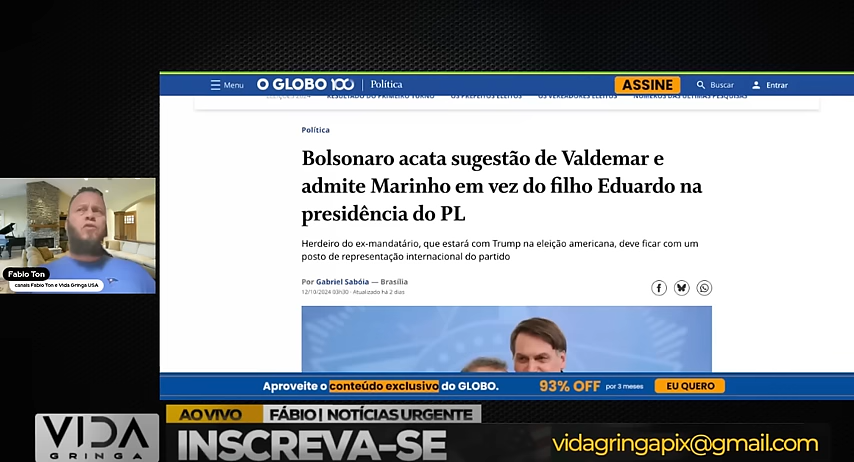 Menu
O GLOBO 100
Política
ASSINE
Buscar
Entrar
RESULTADO DO PRIMEIRO TURNO
OS PREFEITOS ELEITOS
OS VEREADORES ELEITOS
NÚMEROS DAS ÚLTIMAS PESQUISAS
Política
Bolsonaro acata sugestão de Valdemar e
admite Marinho em vez do filho Eduardo na
presidência do PL
Herdeiro do ex-mandatário, que estará com Trump na eleição americana, deve ficar com um
posto de representação internacional do partido
Por Gabriel Sabóia — Brasília
12/10/2024 03h30 · Atualizado há 2 dias
Fabio Ton
canais Fabio Ton e Vida Gringa USA
Aproveite o conteúdo exclusivo do GLOBO.
93% OFF por 3 meses
EU QUERO
VIDA
GRINGA
AO VIVO
FÁBIO | NOTÍCIAS URGENTE
INSCREVA-SE
vidagringapix@gmail.com